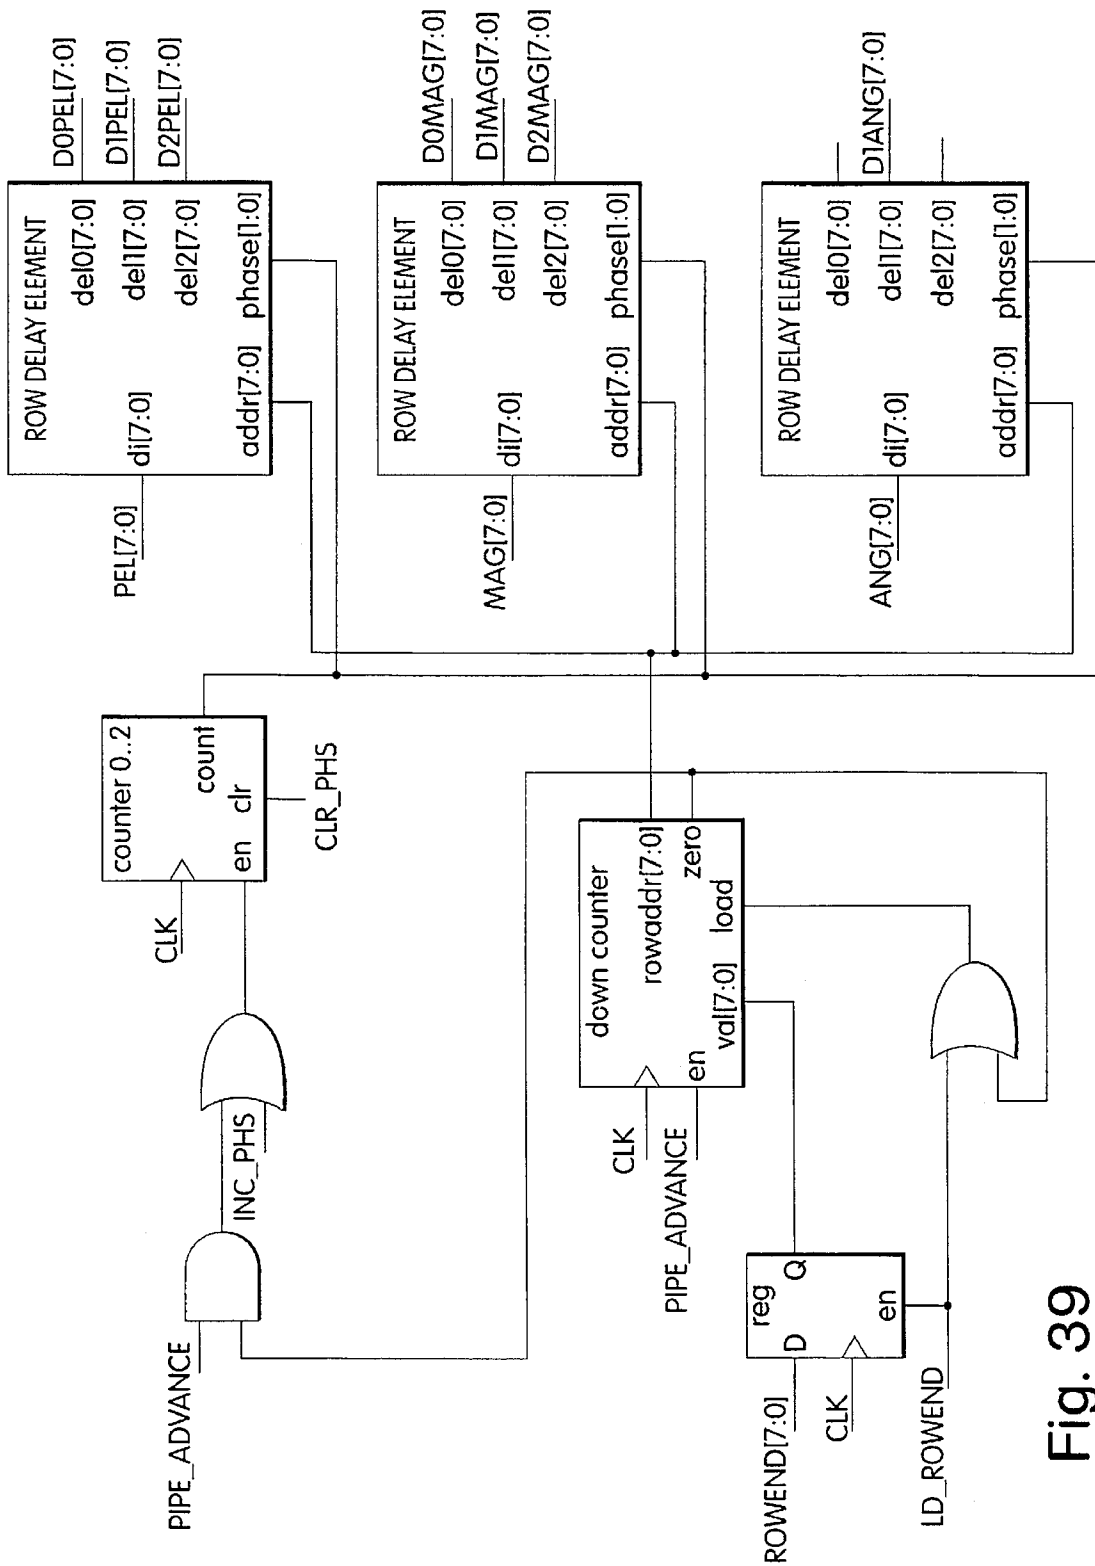 ROW DELAY ELEMENT
PEL[7:0]
di[7:0]
del0[7:0]
del1[7:0]
del2[7:0]
addr[7:0]
phase[1:0]
D0PEL[7:0]
D1PEL[7:0]
D2PEL[7:0]
ROW DELAY ELEMENT
MAG[7:0]
di[7:0]
del0[7:0]
del1[7:0]
del2[7:0]
addr[7:0]
phase[1:0]
D0MAG[7:0]
D1MAG[7:0]
D2MAG[7:0]
ROW DELAY ELEMENT
ANG[7:0]
di[7:0]
del0[7:0]
del1[7:0]
del2[7:0]
addr[7:0]
phase[1:0]
D1ANG[7:0]
counter 0..2
count
en
clr
CLK
CLR_PHS
INC_PHS
PIPE_ADVANCE
down counter
rowaddr[7:0]
zero
en
val[7:0]
load
CLK
PIPE_ADVANCE
reg
D
Q
en
ROWEND[7:0]
CLK
LD_ROWEND
Fig. 39